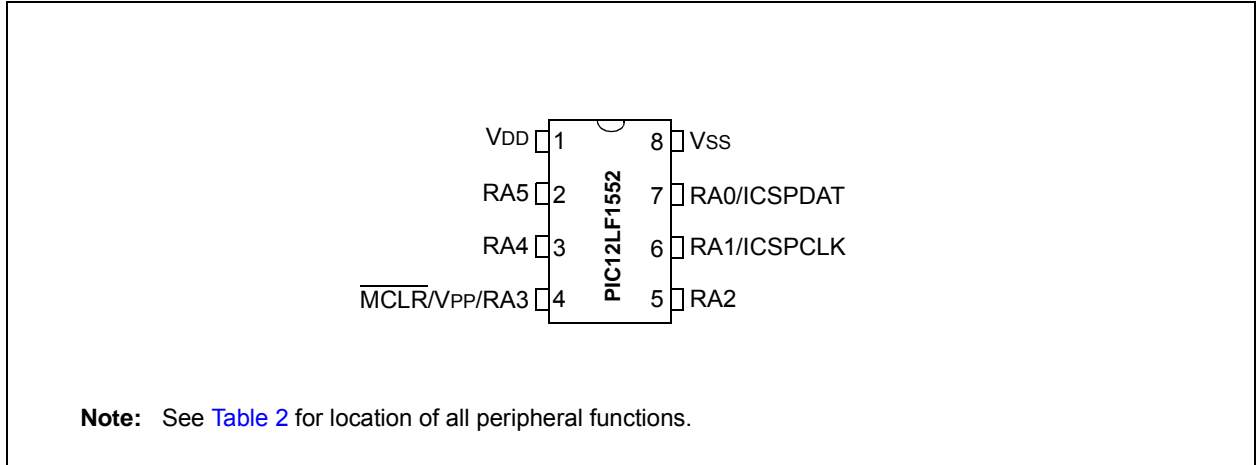 VDD 1 8 VSS
RA5 2 7 RA0/ICSPDAT
RA4 3 6 RA1/ICSPCLK
MCLR/VPP/RA3 4 5 RA2
PIC12LF1552
Note: See Table 2 for location of all peripheral functions.